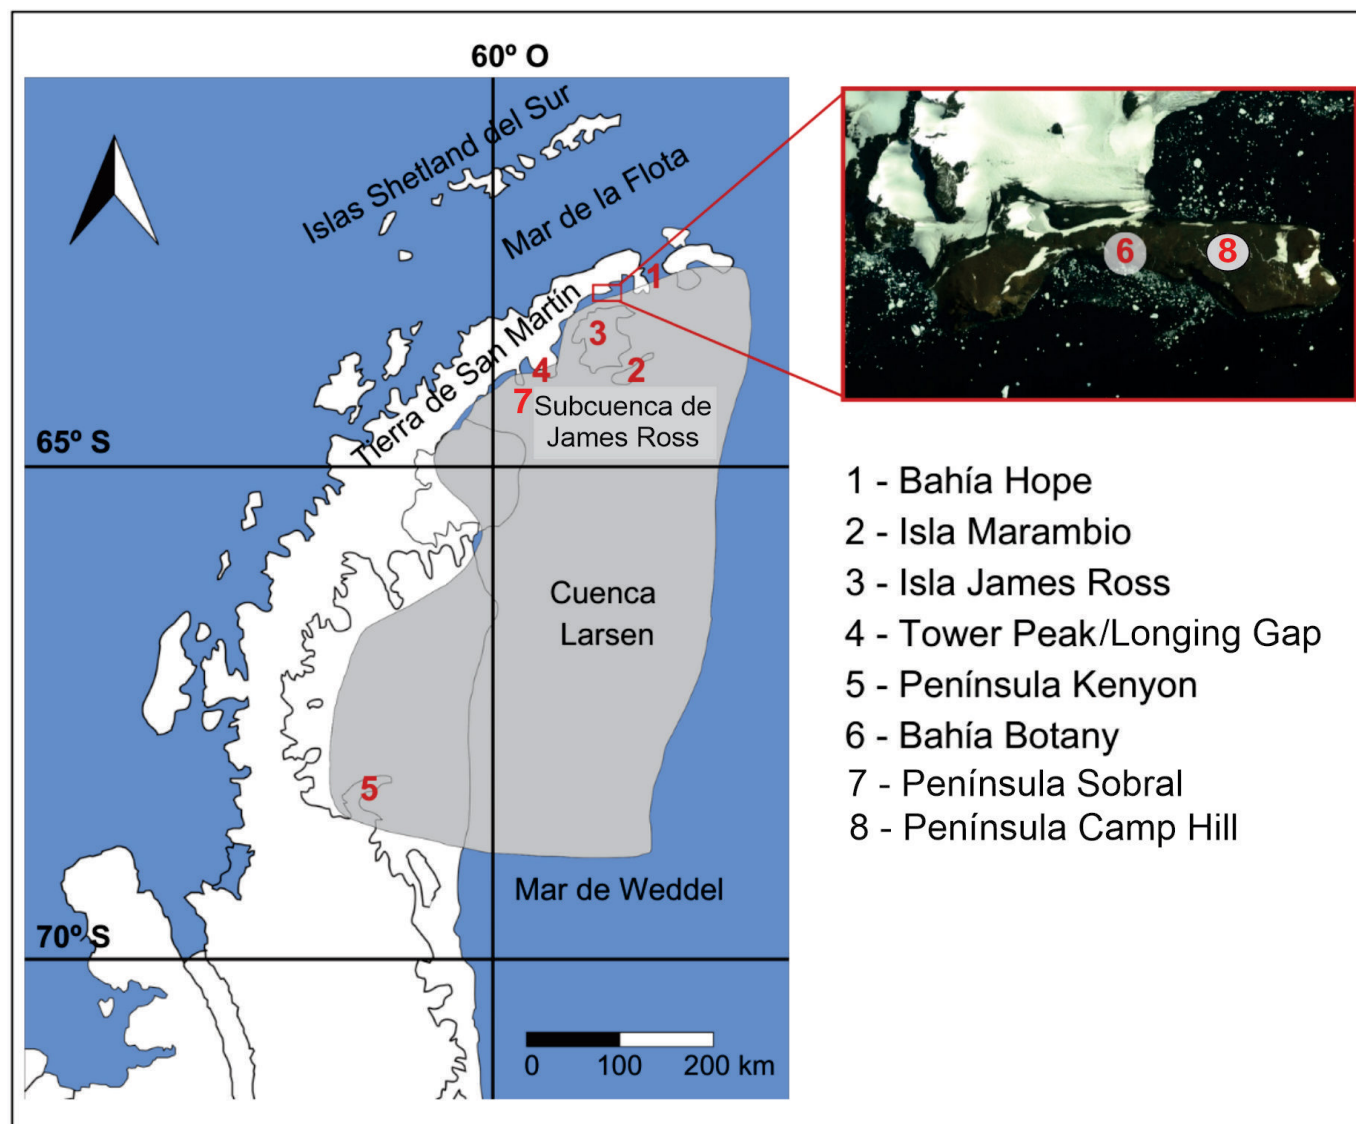 60º O
Islas Shetland del Sur
Mar de la Flota
Tierra de San Martín
1
3
2
4
7
Subcuenca de
James Ross
65º S
Cuenca
Larsen
5
Mar de Weddel
70º S
0 100 200 km
6 8
1 - Bahía Hope
2 - Isla Marambio
3 - Isla James Ross
4 - Tower Peak/Longing Gap
5 - Península Kenyon
6 - Bahía Botany
7 - Península Sobral
8 - Península Camp Hill